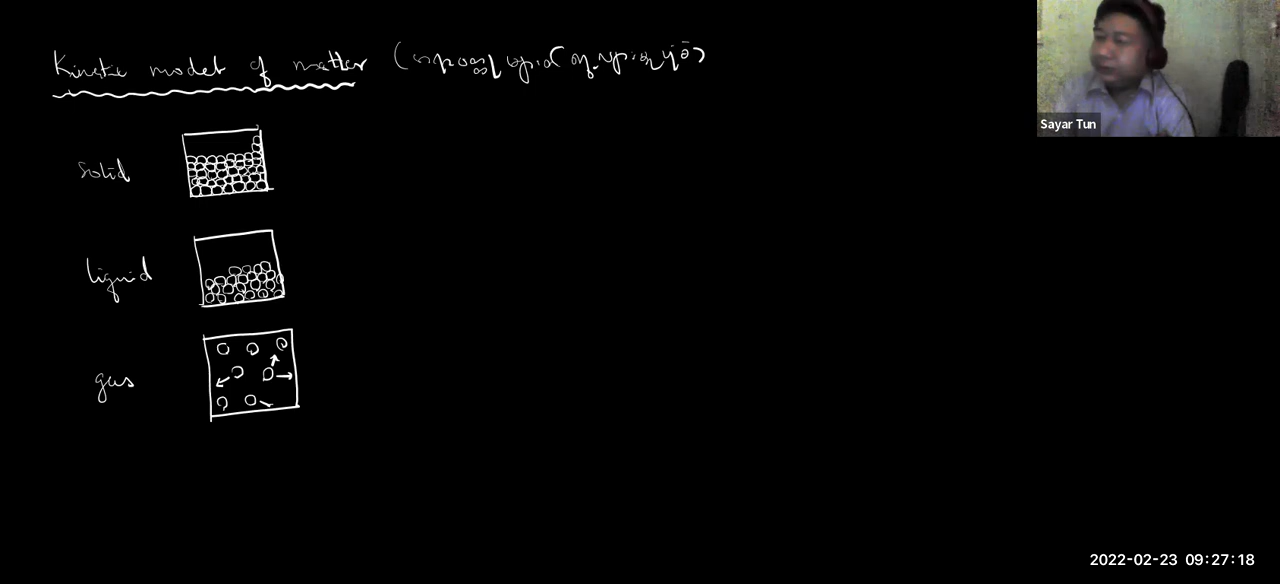 Kinetic model of matter
Sayar Tun
solid
liquid
gas
2022-02-23 09:27:18